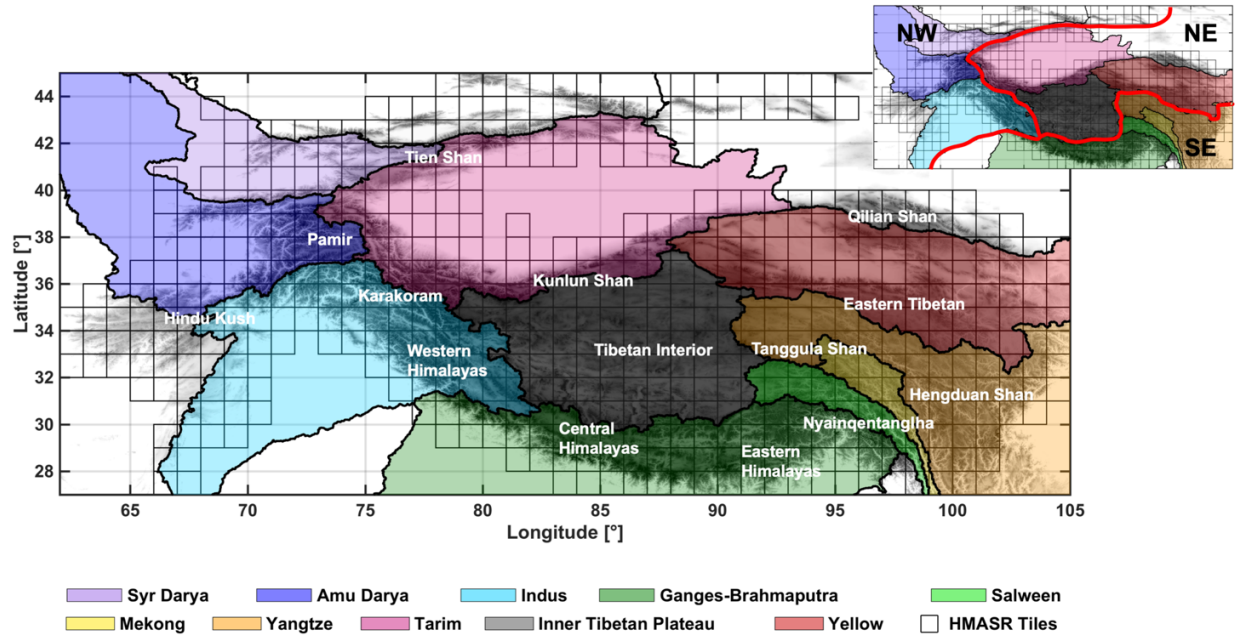 NW
NE
SE
44
42
40
38
36
34
32
30
28
Latitude [°]
Tien Shan
Qilian Shan
Pamir
Kunlun Shan
Karakoram
Eastern Tibetan
Hindu Kush
Western
Himalayas
Tibetan Interior
Tanggula Shan
Hengduan Shan
Nyainqentanglha
Central
Himalayas
Eastern
Himalayas
65 70 75 80 85 90 95 100 105
Longitude [°]
Syr Darya Amu Darya Indus Ganges-Brahmaputra Salween
Mekong Yangtze Tarim Inner Tibetan Plateau Yellow HMASR Tiles